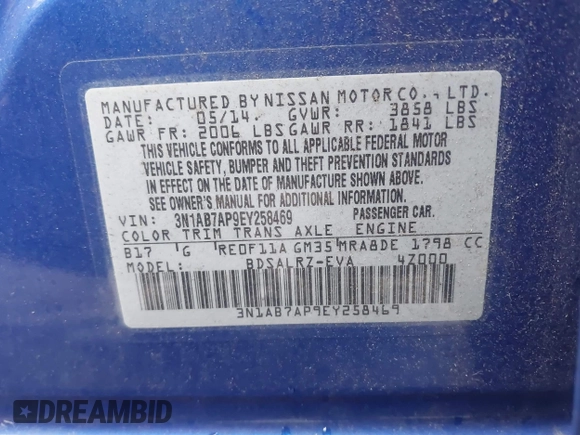 MANUFACTURED BY NISSAN MOTOR CO., LTD.
DATE: 05/14 GVWR: 3858 LBS
GAWR FR: 2006 LBS GAWR RR: 1841 LBS
THIS VEHICLE CONFORMS TO ALL APPLICABLE FEDERAL MOTOR
VEHICLE SAFETY, BUMPER AND THEFT PREVENTION STANDARDS
IN EFFECT ON THE DATE OF MANUFACTURE SHOWN ABOVE.
SEE OWNER'S MANUAL FOR ADDITIONAL INFORMATION.
VIN: 3N1AB7AP9EY258469 PASSENGER CAR.
COLOR TRIM TRANS AXLE ENGINE
B17 G RE0F11A GM35 MRA8DE 1798 CC
MODEL: BDSALRZ-EVA 4Z000
3N1AB7AP9EY258469
DREAMBID